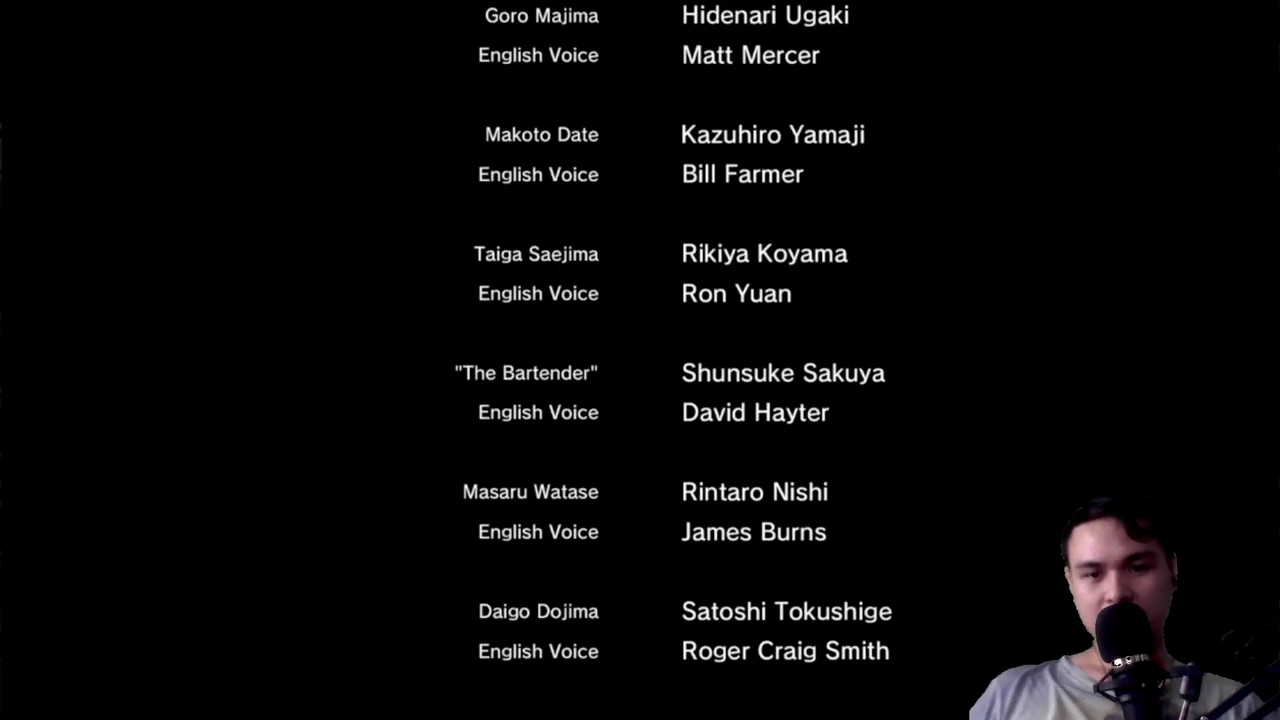 Goro Majima Hidenari Ugaki
English Voice Matt Mercer
Makoto Date Kazuhiro Yamaji
English Voice Bill Farmer
Taiga Saejima Rikiya Koyama
English Voice Ron Yuan
"The Bartender" Shunsuke Sakuya
English Voice David Hayter
Masaru Watase Rintaro Nishi
English Voice James Burns
Daigo Dojima Satoshi Tokushige
English Voice Roger Craig Smith